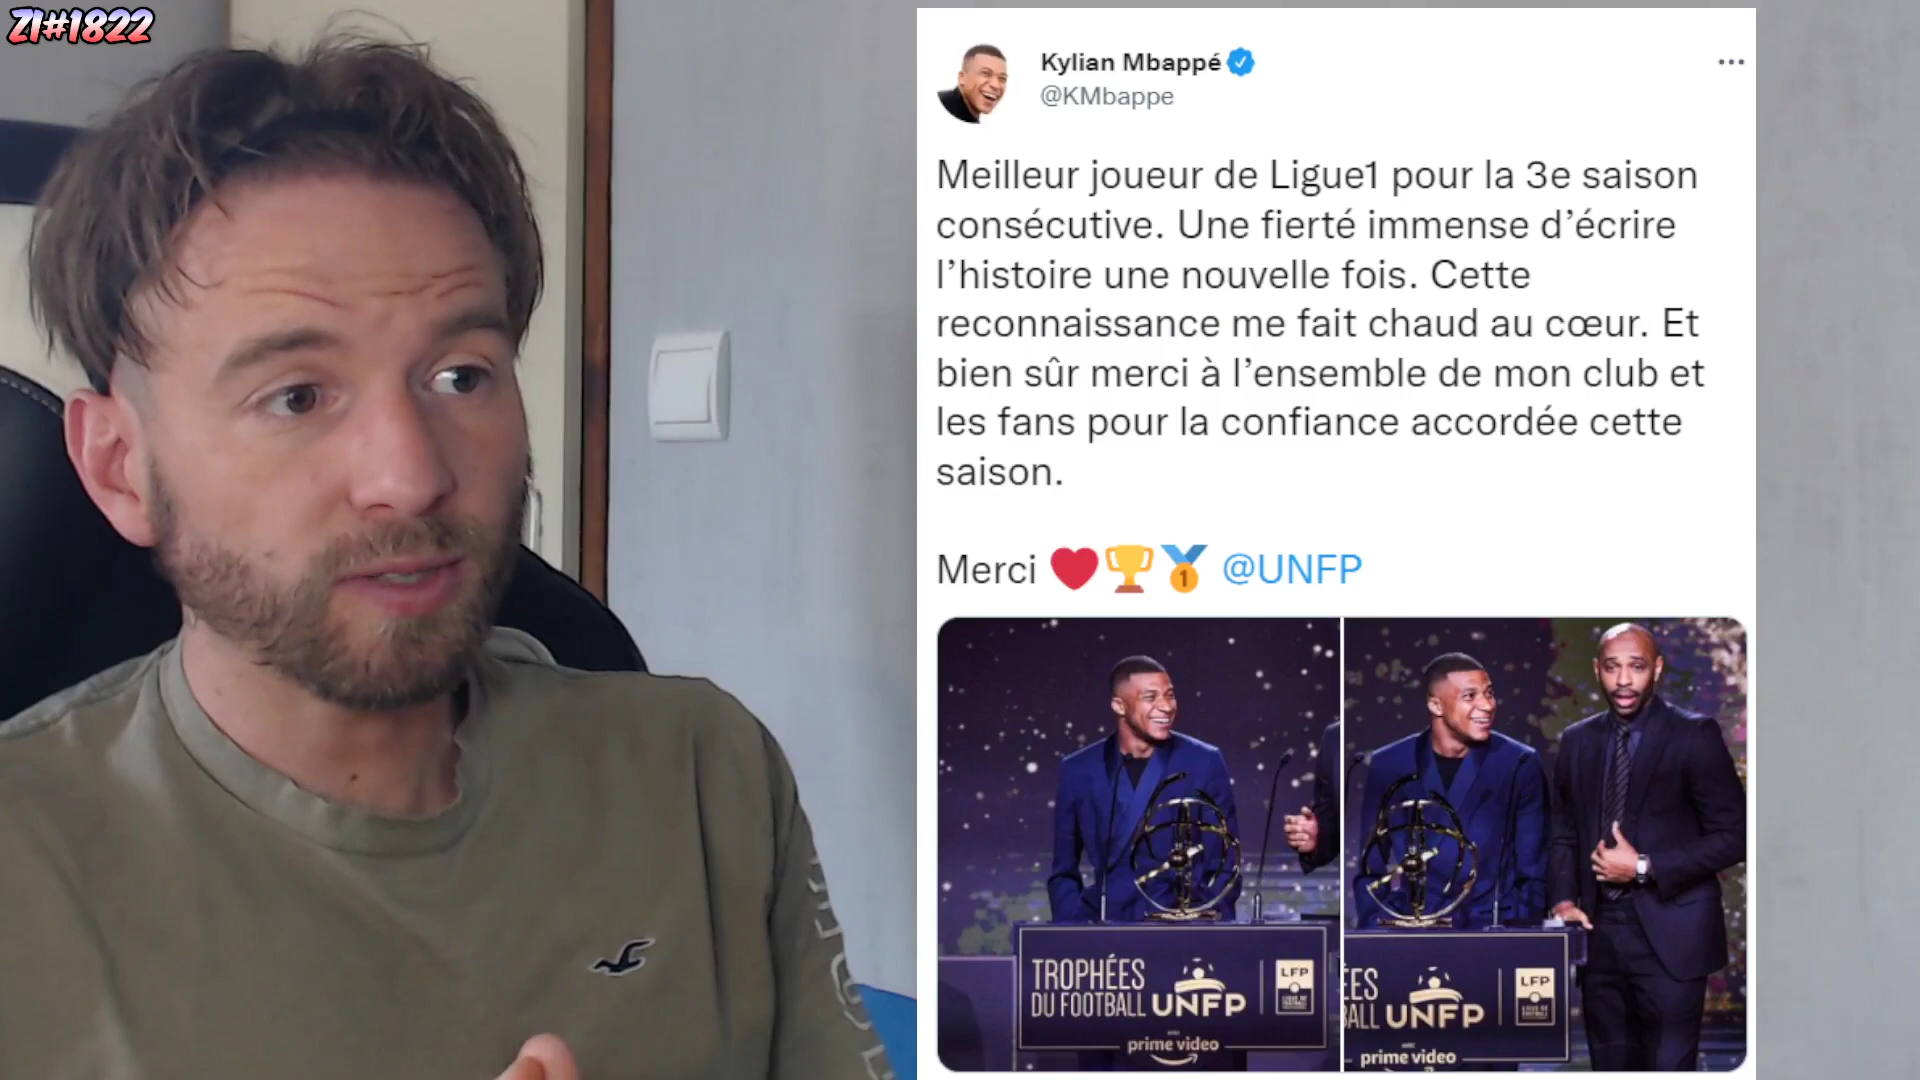 ZI#1822
Kylian Mbappé
@KMbappe
Meilleur joueur de Ligue1 pour la 3e saison
consécutive. Une fierté immense d’écrire
l’histoire une nouvelle fois. Cette
reconnaissance me fait chaud au cœur. Et
bien sûr merci à l’ensemble de mon club et
les fans pour la confiance accordée cette
saison.
Merci ❤️🏆🥇 @UNFP
TROPHÉES
DU FOOTBALL UNFP
LFP
prime video
ÉES
BALL UNFP
LFP
prime video